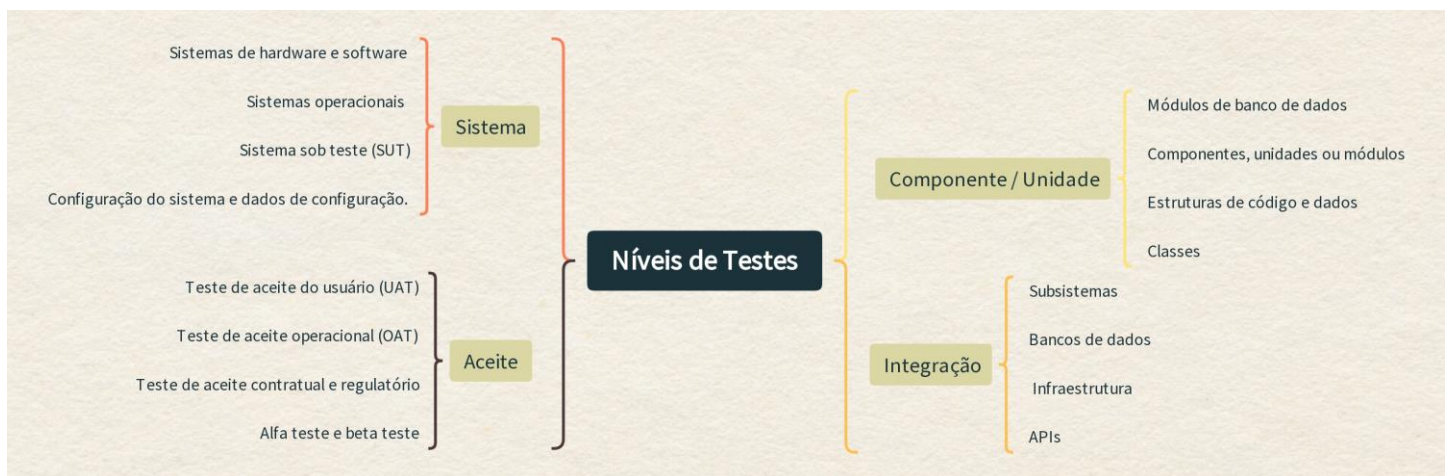 Níveis de Testes
Sistema
Sistemas de hardware e software
Sistemas operacionais
Sistema sob teste (SUT)
Configuração do sistema e dados de configuração.
Aceite
Teste de aceite do usuário (UAT)
Teste de aceite operacional (OAT)
Teste de aceite contratual e regulatório
Alfa teste e beta teste
Componente / Unidade
Módulos de banco de dados
Componentes, unidades ou módulos
Estruturas de código e dados
Classes
Integração
Subsistemas
Bancos de dados
Infraestrutura
APIs